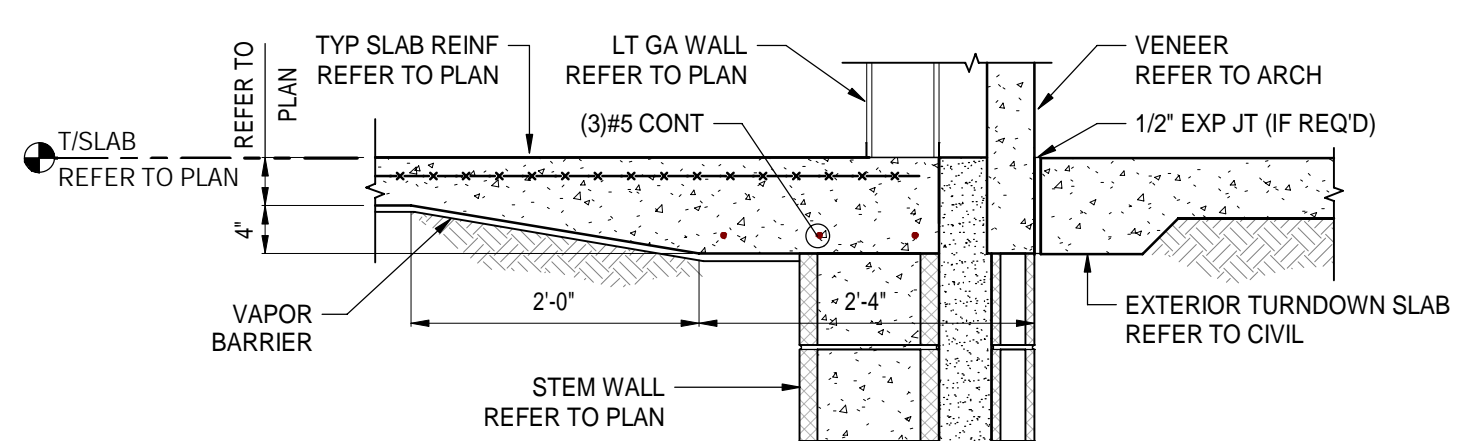 REFER TO
PLAN
TYP SLAB REINF
REFER TO PLAN
LT GA WALL
REFER TO PLAN
VENEER
REFER TO ARCH
(3)#5 CONT
1/2" EXP JT (IF REQ'D)
T/SLAB
REFER TO PLAN
4"
2'-0"
2'-4"
VAPOR
BARRIER
EXTERIOR TURNDOWN SLAB
REFER TO CIVIL
STEM WALL
REFER TO PLAN